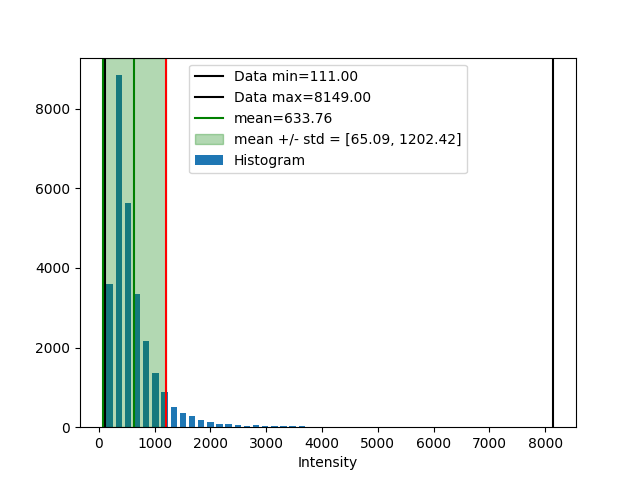 Data min=111.00
Data max=8149.00
mean=633.76
mean +/- std = [65.09, 1202.42]
Histogram
8000
6000
4000
2000
0
0 1000 2000 3000 4000 5000 6000 7000 8000
Intensity